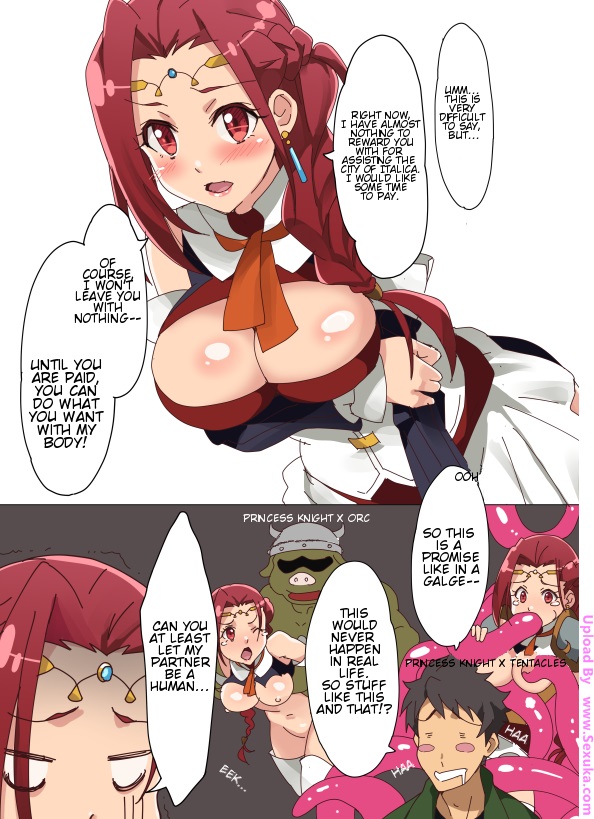 UMM...
THIS IS
VERY
DIFFICULT
TO SAY,
BUT...
RIGHT NOW,
I HAVE ALMOST
NOTHING TO
REWARD YOU
WITH FOR
ASSISTING THE
CITY OF ITALICA.
I WOULD LIKE
SOME TIME
TO PAY.
OF
COURSE,
I WON'T
LEAVE YOU
WITH
NOTHING--
UNTIL YOU
ARE PAID,
YOU CAN
DO WHAT
YOU WANT
WITH MY
BODY!
OOH
SO THIS
IS A
PROMISE
LIKE IN A
GALGE--
PRINCESS KNIGHT X ORC
PRINCESS KNIGHT X TENTACLES
THIS
WOULD
NEVER
HAPPEN
IN REAL
LIFE.
SO STUFF
LIKE THIS
AND THAT!?
HAA
HAA
EEK...
CAN YOU
AT LEAST
LET MY
PARTNER
BE A
HUMAN...
Upload By www.Sexuka.com